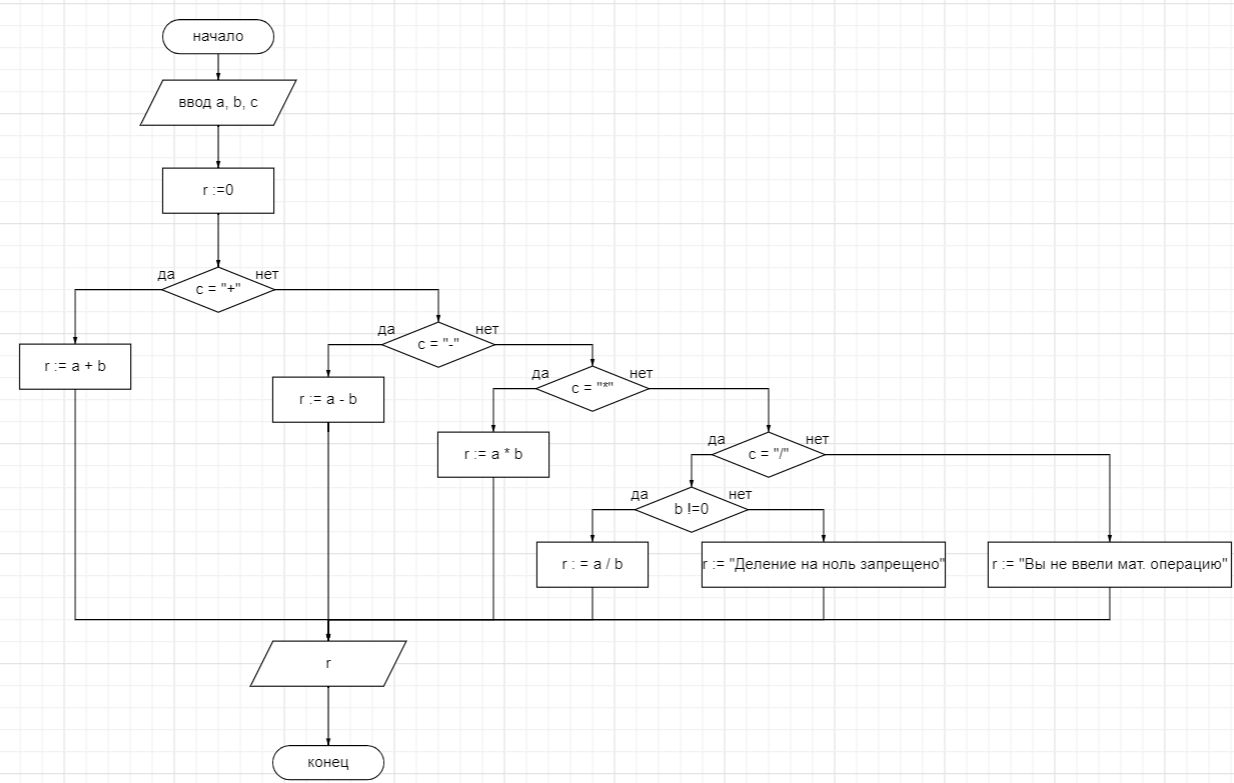 начало
ввод a, b, c
r :=0
да
нет
c = "+"
да
нет
c = "-"
r := a + b
да
нет
c = "*"
r := a - b
да
нет
c = "/"
r := a * b
да
нет
b !=0
r : = a / b
r := "Деление на ноль запрещено"
r := "Вы не ввели мат. операцию"
r
конец